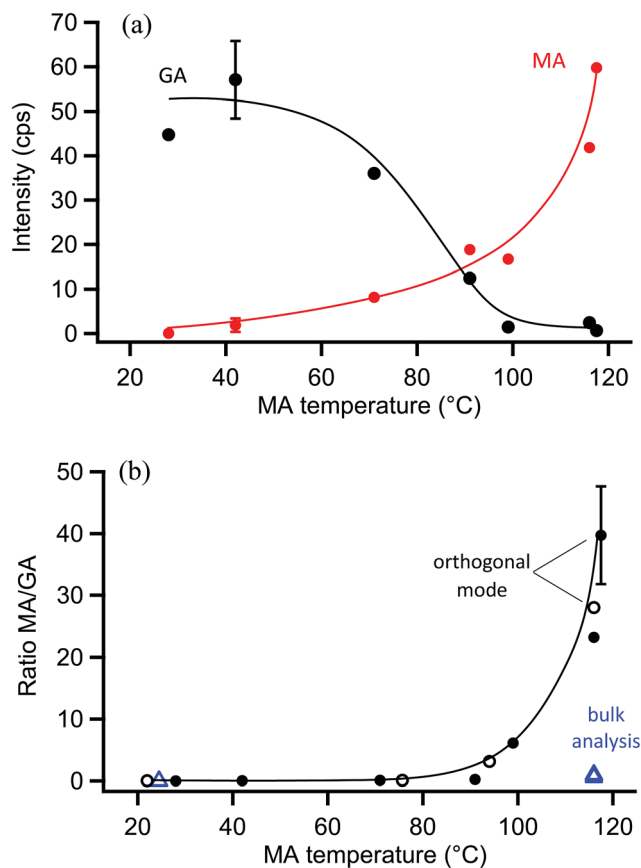 (a)
70
60
50
40
30
20
10
0
Intensity (cps)
GA
MA
20 40 60 80 100 120
MA temperature (°C)
(b)
50
40
30
20
10
0
Ratio MA/GA
orthogonal
mode
bulk
analysis
20 40 60 80 100 120
MA temperature (°C)